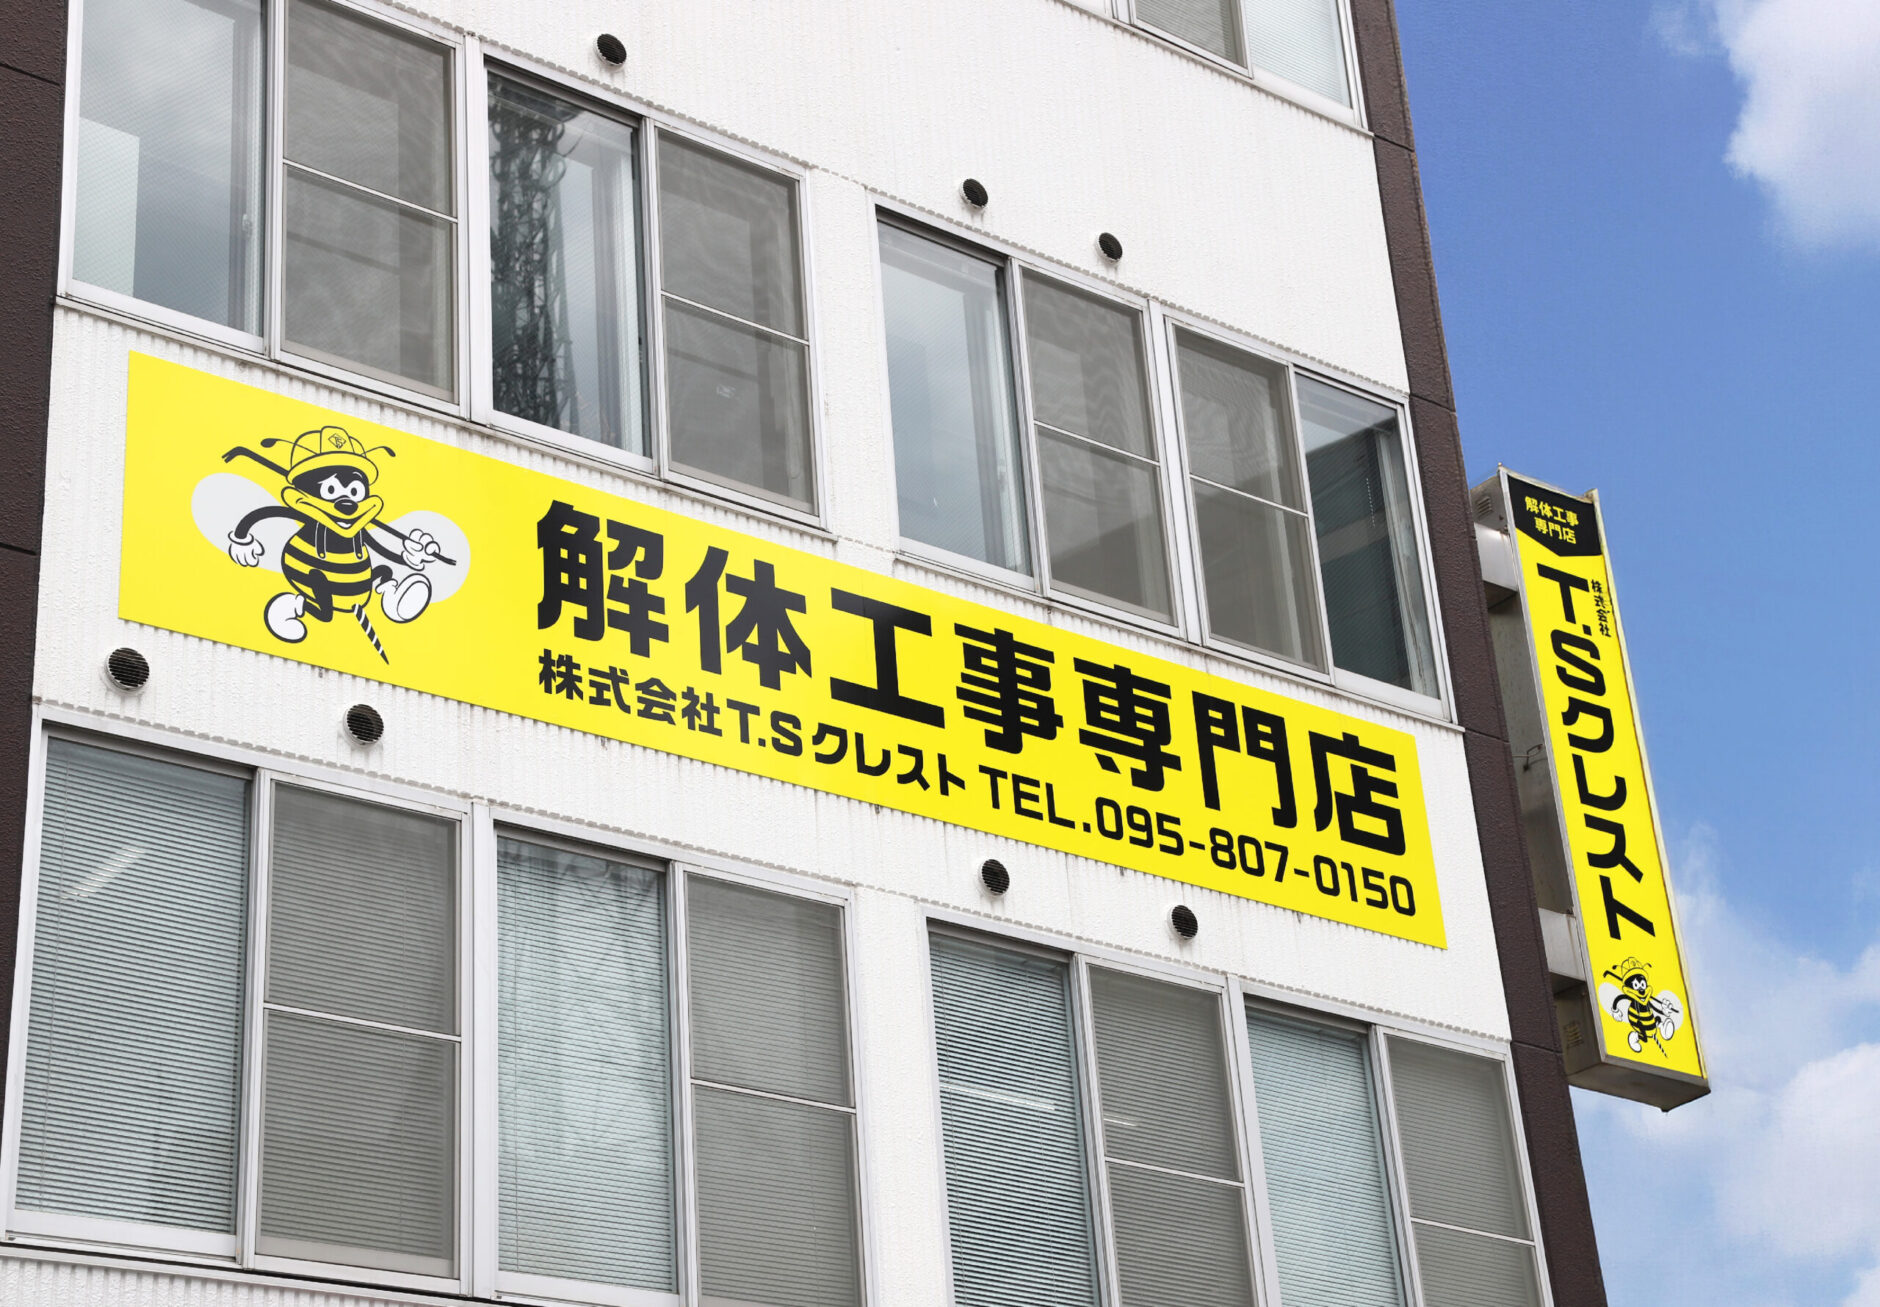 解体工事専門店
株式会社T.Sクレスト TEL.095-807-0150
解体工事
専門店
株式会社
T.Sクレスト